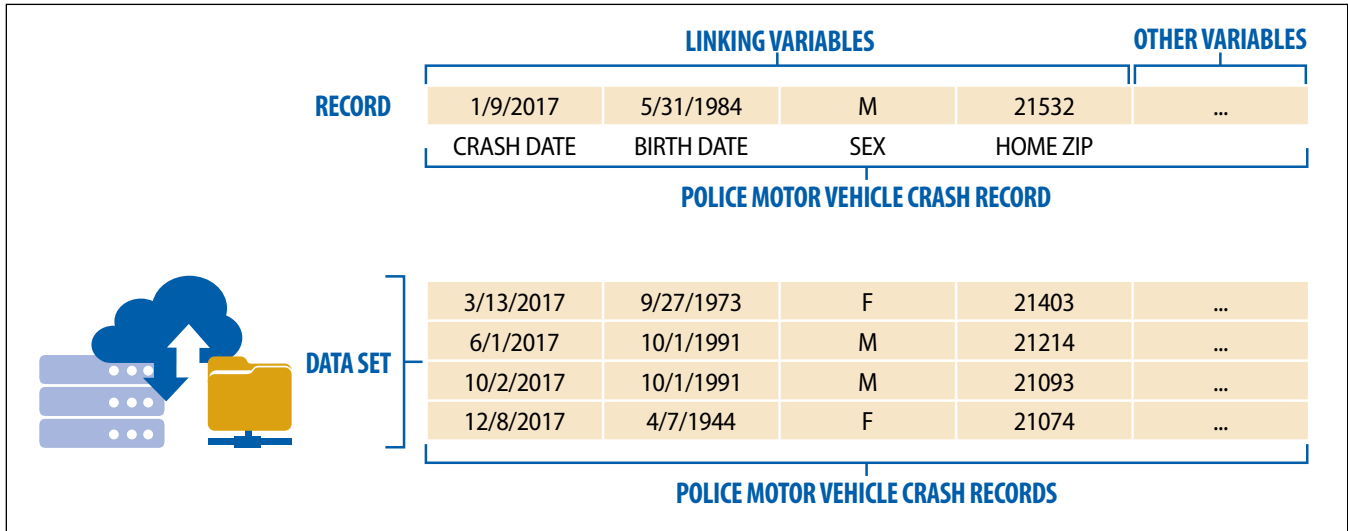 LINKING VARIABLES OTHER VARIABLES
RECORD 1/9/2017 5/31/1984 M 21532 ...
CRASH DATE BIRTH DATE SEX HOME ZIP
POLICE MOTOR VEHICLE CRASH RECORD
DATA SET
3/13/2017 9/27/1973 F 21403 ...
6/1/2017 10/1/1991 M 21214 ...
10/2/2017 10/1/1991 M 21093 ...
12/8/2017 4/7/1944 F 21074 ...
POLICE MOTOR VEHICLE CRASH RECORDS